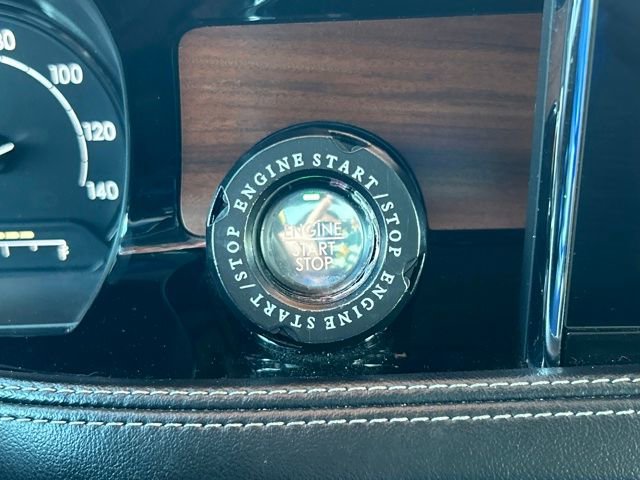 80
100
120
140
ENGINE START/STOP ENGINE START/STOP
ENGINE
START
STOP